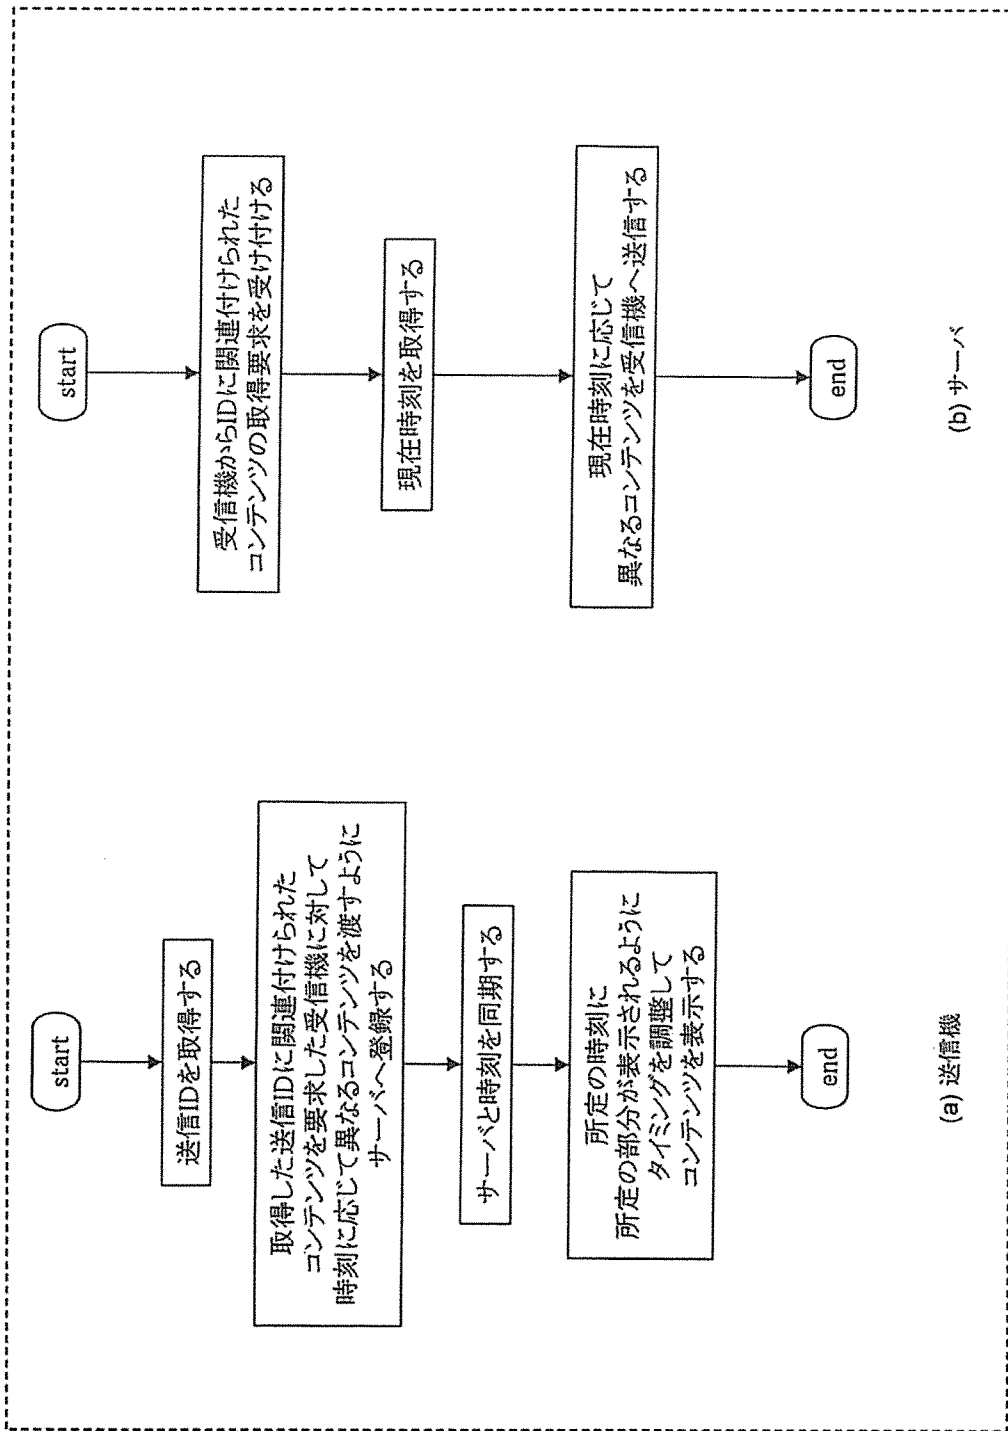 start
送信IDを取得する
取得した送信IDに関連付けられた
コンテンツを要求した受信機に対して
時刻に応じて異なるコンテンツを渡すように
サーバへ登録する
サーバと時刻を同期する
所定の時刻に
所定の部分が表示されるように
タイミングを調整して
コンテンツを表示する
end
(a) 送信機
start
受信機からIDに関連付けられた
コンテンツの取得要求を受け付ける
現在時刻を取得する
現在時刻に応じて
異なるコンテンツを受信機へ送信する
end
(b) サーバ